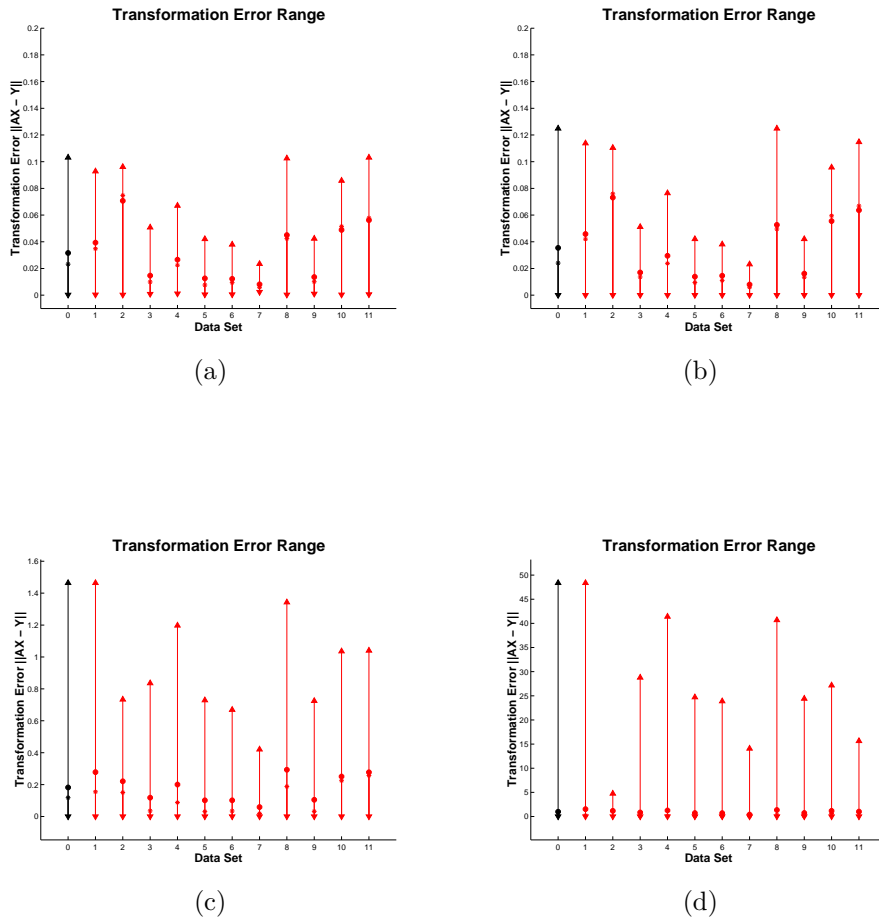 Transformation Error Range
0.2
0.18
0.16
0.14
0.12
0.1
0.08
0.06
0.04
0.02
0
Transformation Error ||AX − Y||
0 1 2 3 4 5 6 7 8 9 10 11
Data Set
(a)
Transformation Error Range
0.2
0.18
0.16
0.14
0.12
0.1
0.08
0.06
0.04
0.02
0
Transformation Error ||AX − Y||
0 1 2 3 4 5 6 7 8 9 10 11
Data Set
(b)
Transformation Error Range
1.6
1.4
1.2
1
0.8
0.6
0.4
0.2
0
Transformation Error ||AX − Y||
0 1 2 3 4 5 6 7 8 9 10 11
Data Set
(c)
Transformation Error Range
50
45
40
35
30
25
20
15
10
5
0
Transformation Error ||AX − Y||
0 1 2 3 4 5 6 7 8 9 10 11
Data Set
(d)